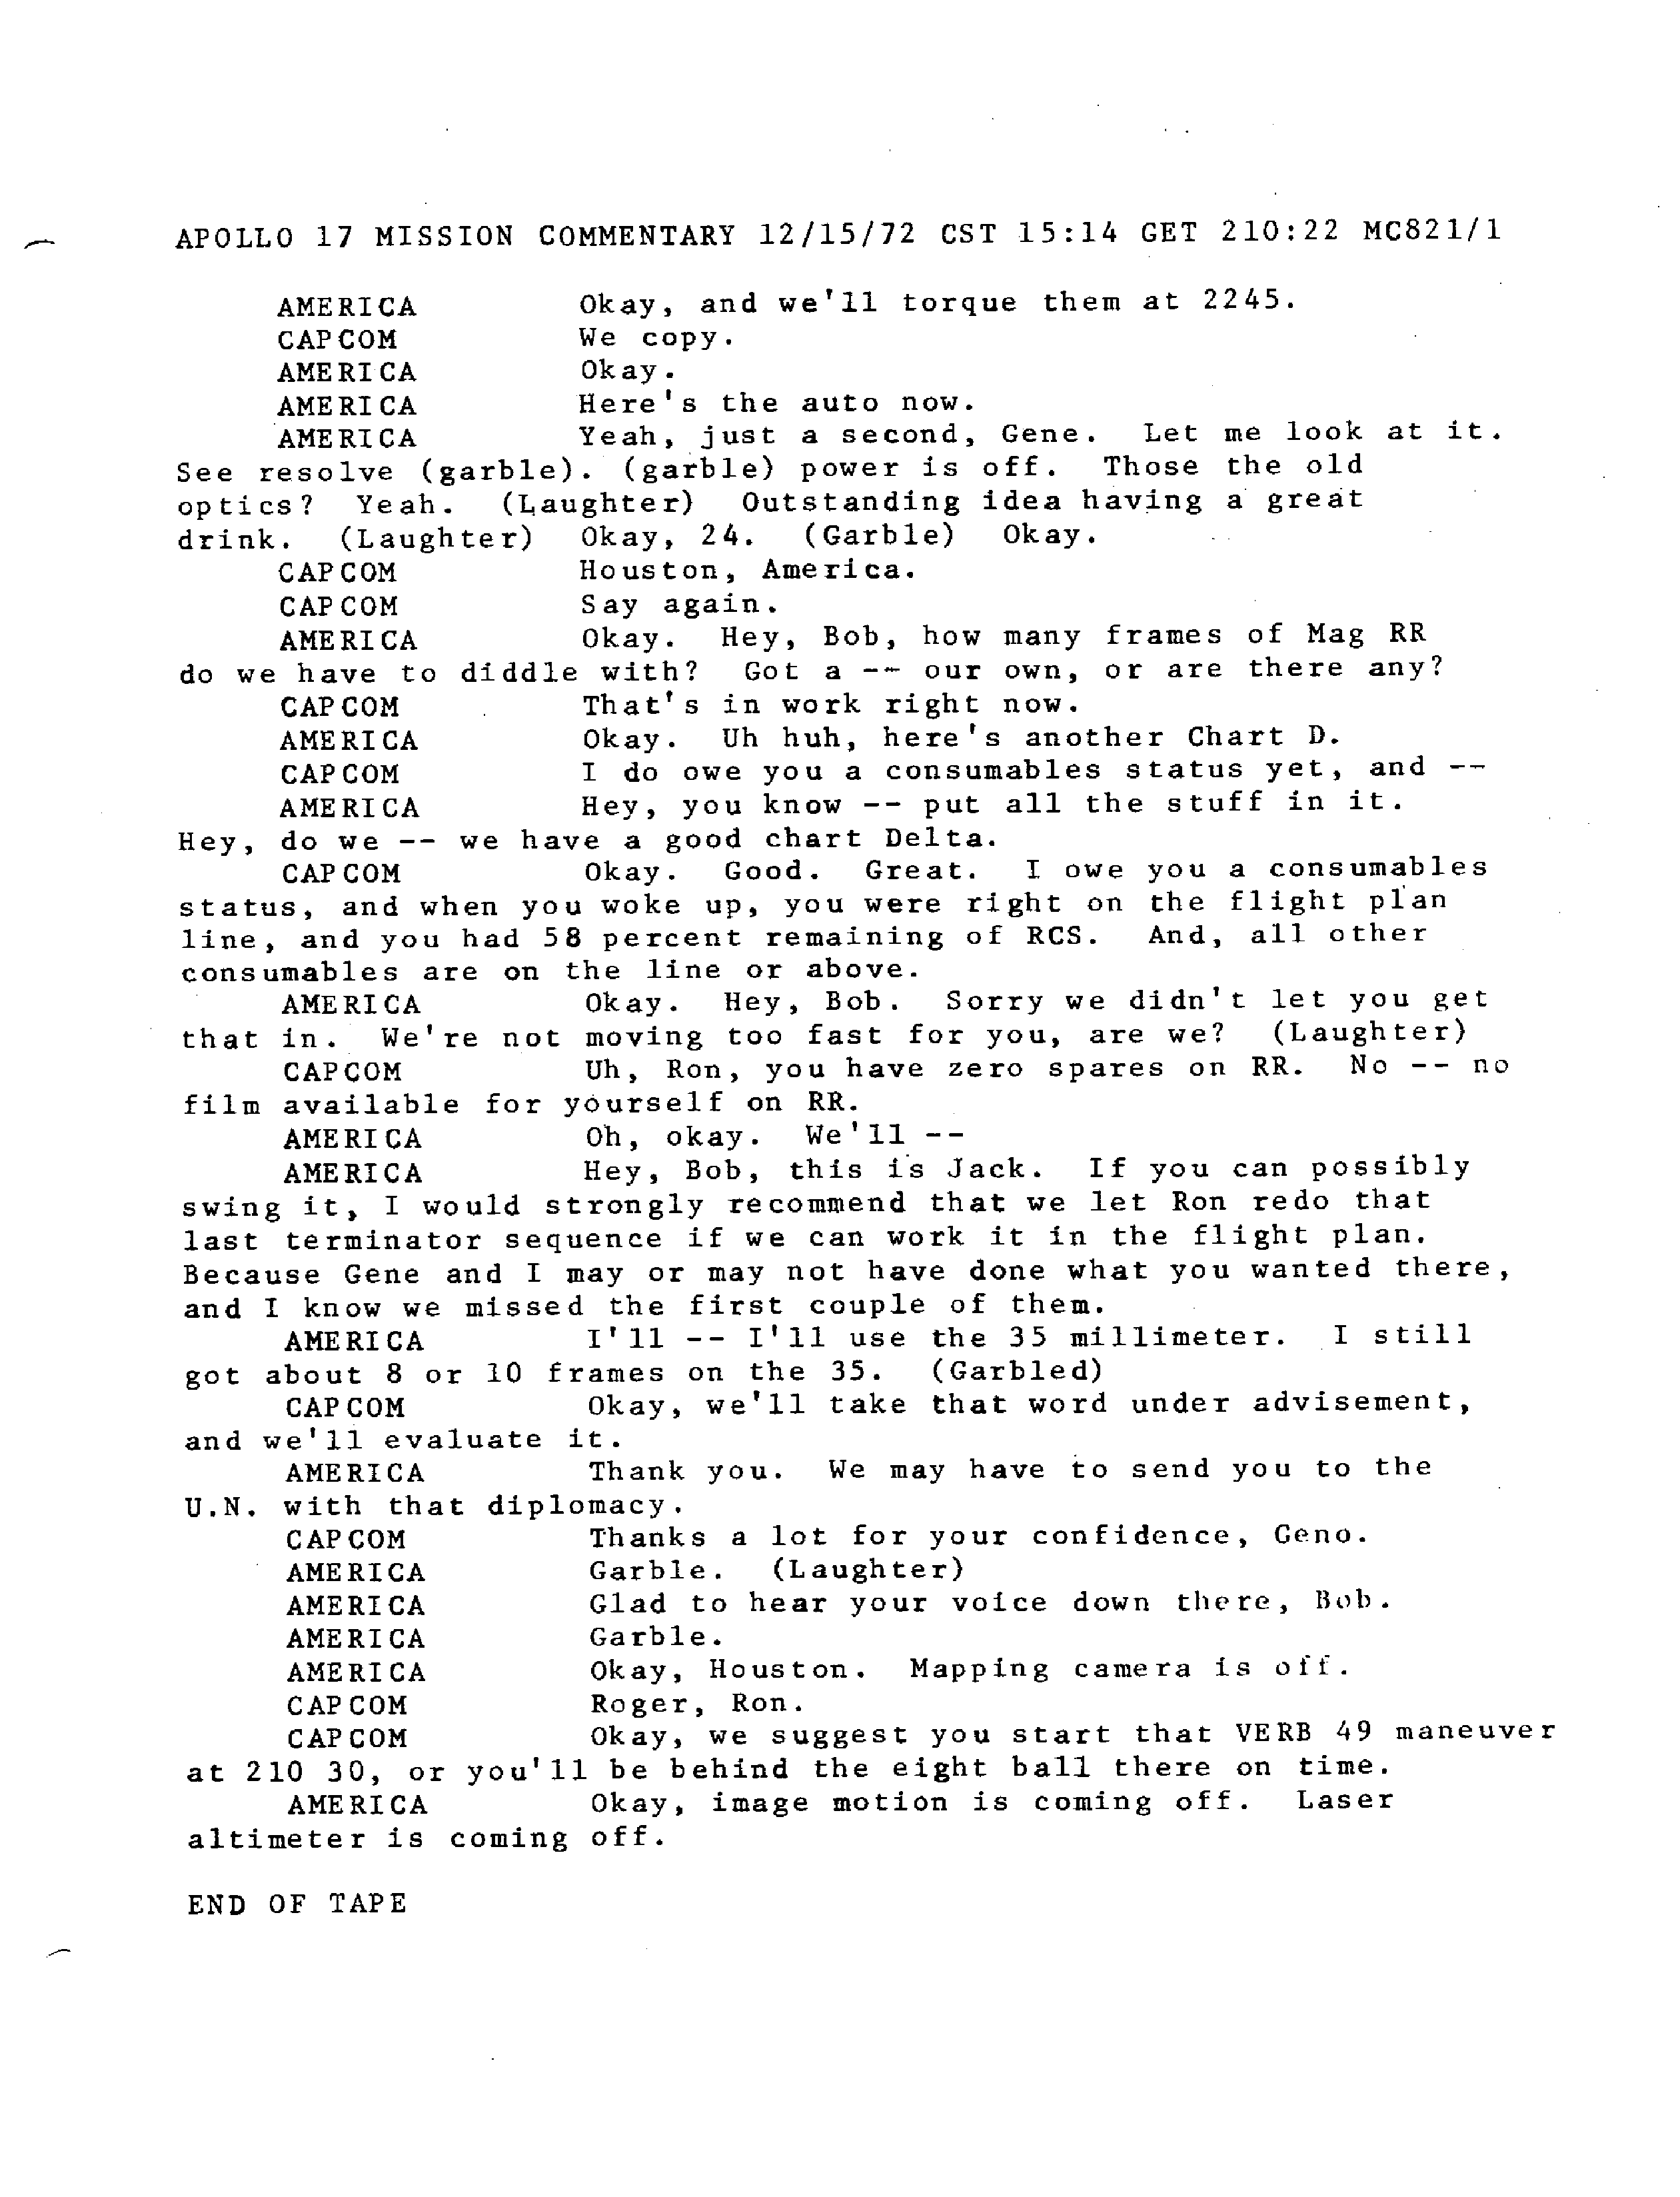 APOLLO 17 MISSION COMMENTARY 12/15/72 CST 15:14 GET 210:22 MC821/1
AMERICA Okay, and we'll torque them at 2245.
CAPCOM We copy.
AMERICA Okay.
AMERICA Here's the auto now.
AMERICA Yeah, just a second, Gene. Let me look at it.
See resolve (garble). (garble) power is off. Those the old
optics? Yeah. (Laughter) Outstanding idea having a great
drink. (Laughter) Okay, 24. (Garble) Okay.
CAPCOM Houston, America.
CAPCOM Say again.
AMERICA Okay. Hey, Bob, how many frames of Mag RR
do we have to diddle with? Got a -- our own, or are there any?
CAPCOM That's in work right now.
AMERICA Okay. Uh huh, here's another Chart D.
CAPCOM I do owe you a consumables status yet, and --
AMERICA Hey, you know -- put all the stuff in it.
Hey, do we -- we have a good chart Delta.
CAPCOM Okay. Good. Great. I owe you a consumables
status, and when you woke up, you were right on the flight plan
line, and you had 58 percent remaining of RCS. And, all other
consumables are on the line or above.
AMERICA Okay. Hey, Bob. Sorry we didn't let you get
that in. We're not moving too fast for you, are we? (Laughter)
CAPCOM Uh, Ron, you have zero spares on RR. No -- no
film available for yourself on RR.
AMERICA Oh, okay. We'll --
AMERICA Hey, Bob, this is Jack. If you can possibly
swing it, I would strongly recommend that we let Ron redo that
last terminator sequence if we can work it in the flight plan.
Because Gene and I may or may not have done what you wanted there,
and I know we missed the first couple of them.
AMERICA I'll -- I'll use the 35 millimeter. I still
got about 8 or 10 frames on the 35. (Garbled)
CAPCOM Okay, we'll take that word under advisement,
and we'll evaluate it.
AMERICA Thank you. We may have to send you to the
U.N. with that diplomacy.
CAPCOM Thanks a lot for your confidence, Geno.
AMERICA Garble. (Laughter)
AMERICA Glad to hear your voice down there, Bob.
AMERICA Garble.
AMERICA Okay, Houston. Mapping camera is off.
CAPCOM Roger, Ron.
CAPCOM Okay, we suggest you start that VERB 49 maneuver
at 210 30, or you'll be behind the eight ball there on time.
AMERICA Okay, image motion is coming off. Laser
altimeter is coming off.
END OF TAPE